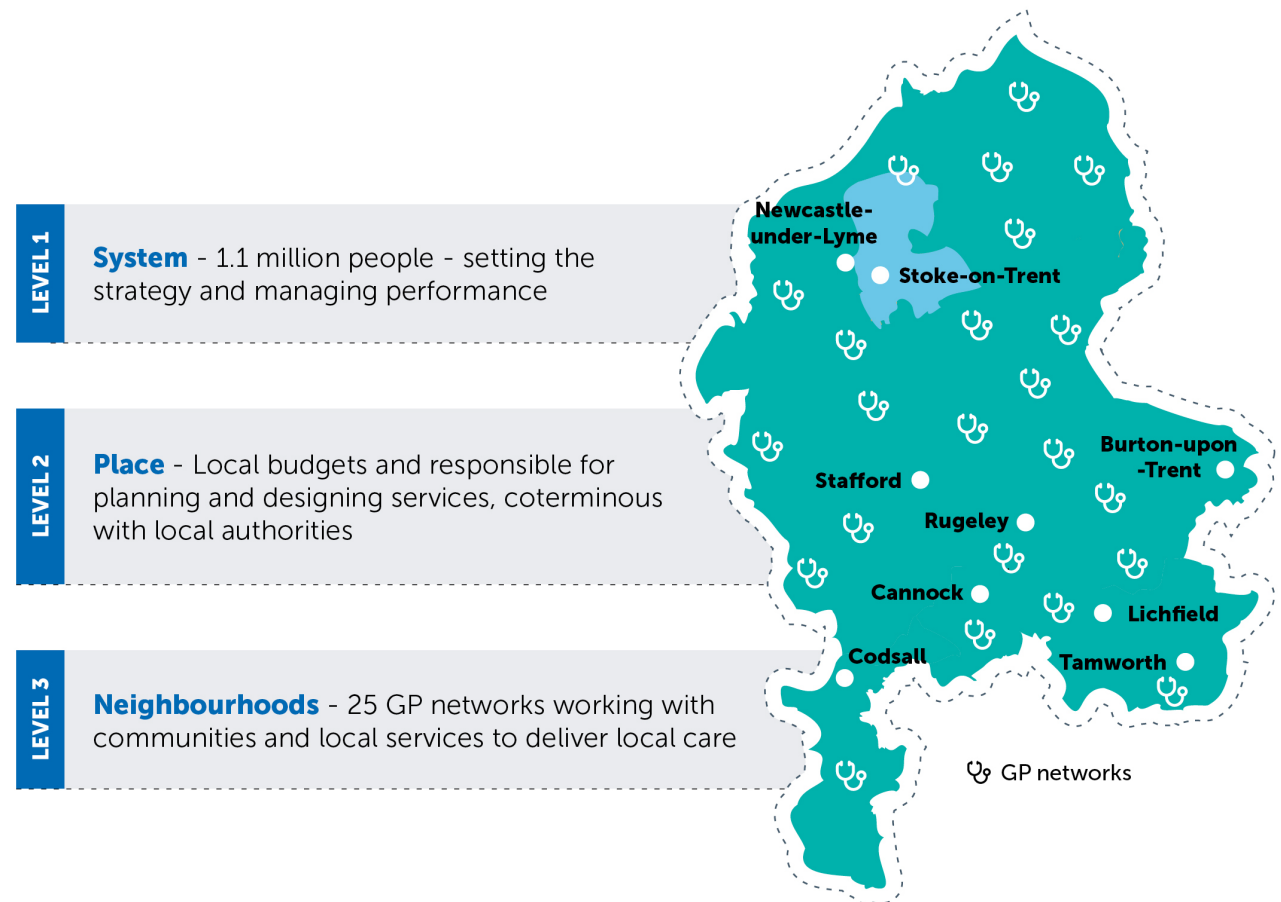 LEVEL 1
System - 1.1 million people - setting the
strategy and managing performance
LEVEL 2
Place - Local budgets and responsible for
planning and designing services, coterminous
with local authorities
LEVEL 3
Neighbourhoods - 25 GP networks working with
communities and local services to deliver local care
Newcastle-
under-Lyme
Stoke-on-Trent
Burton-upon
-Trent
Stafford
Rugeley
Cannock
Lichfield
Codsall
Tamworth
GP networks